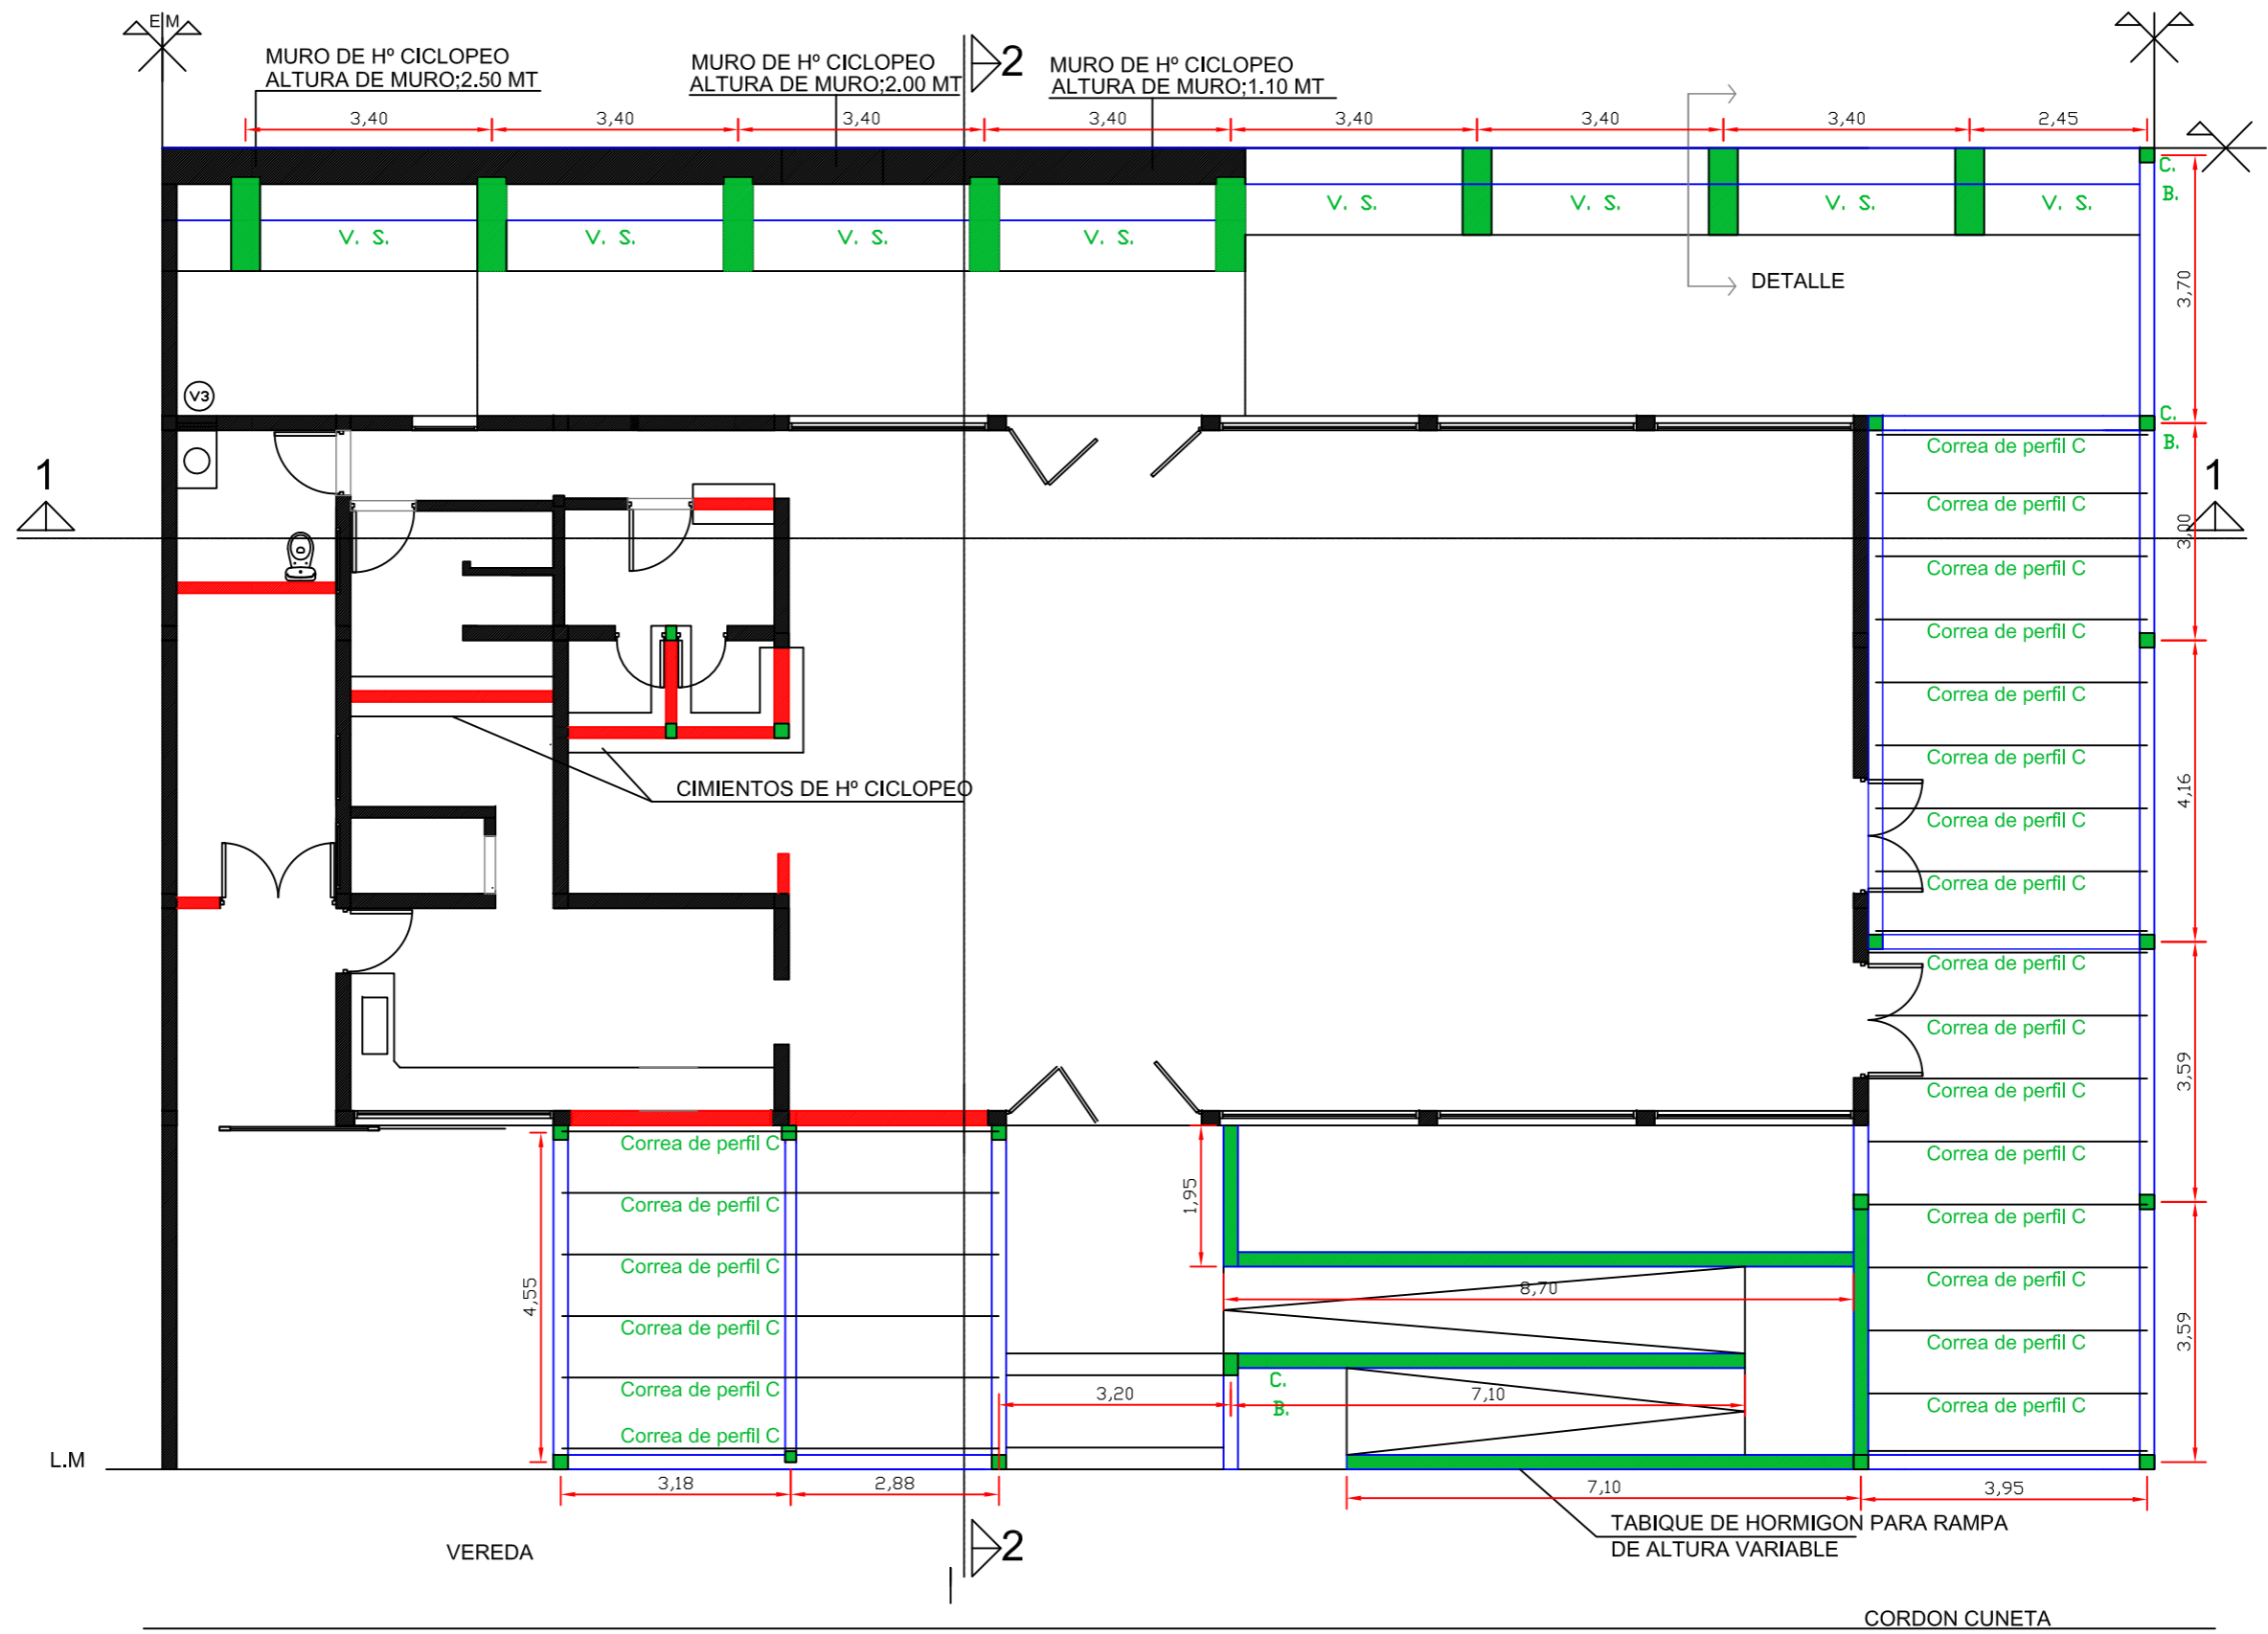 E M
MURO DE Hº CICLOPEO
ALTURA DE MURO;2.50 MT
MURO DE Hº CICLOPEO
ALTURA DE MURO;2.00 MT
2
MURO DE Hº CICLOPEO
ALTURA DE MURO;1.10 MT
3,40
3,40
3,40
3,40
3,40
3,40
3,40
2,45
C.
B.
V. S.
V. S.
V. S.
V. S.
V. S.
V. S.
V. S.
V. S.
DETALLE
3,70
V3
C.
B.
1
1
Correa de perfil C
Correa de perfil C
3,00
Correa de perfil C
Correa de perfil C
Correa de perfil C
Correa de perfil C
4,16
CIMIENTOS DE Hº CICLOPEO
Correa de perfil C
Correa de perfil C
Correa de perfil C
Correa de perfil C
3,59
Correa de perfil C
Correa de perfil C
Correa de perfil C
Correa de perfil C
Correa de perfil C
3,59
Correa de perfil C
Correa de perfil C
Correa de perfil C
Correa de perfil C
4,55
Correa de perfil C
Correa de perfil C
Correa de perfil C
1,95
8,70
3,20
C.
B.
7,10
L.M
3,18
2,88
7,10
3,95
VEREDA
2
TABIQUE DE HORMIGON PARA RAMPA
DE ALTURA VARIABLE
CORDON CUNETA